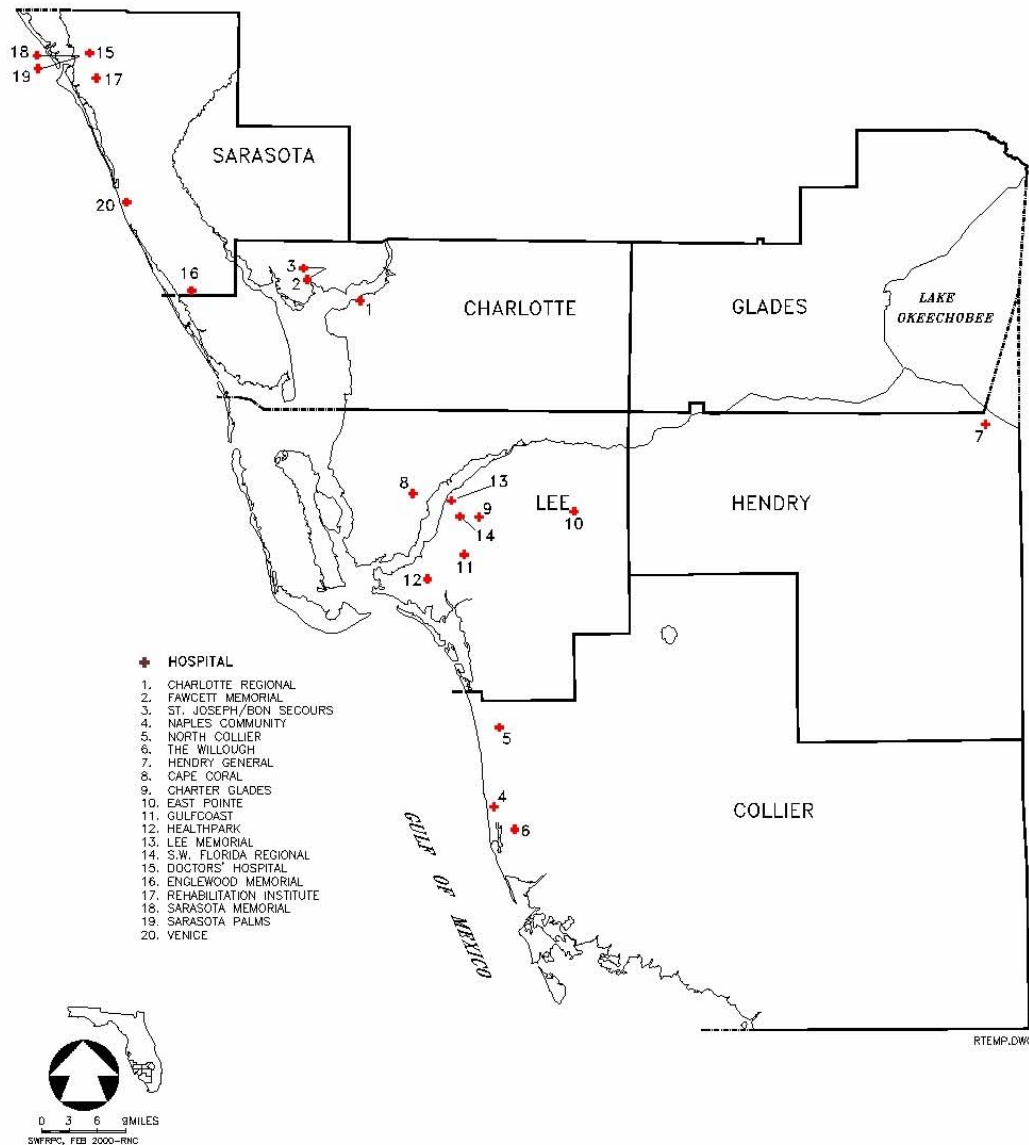 18
15
19
17
SARASOTA
20
3
2
16
1
CHARLOTTE
GLADES
LAKE
OKEECHOBEE
7
8
13
LEE
9
10
HENDRY
14
11
12
HOSPITAL
1. CHARLOTTE REGIONAL
2. FAWCETT MEMORIAL
3. ST. JOSEPH/BON SECOURS
4. NAPLES COMMUNITY
5. NORTH COLLIER
6. THE WILLOUGH
7. HENDRY GENERAL
8. CAPE CORAL
9. CHARTER GLADES
10. EAST POINTE
11. GULFCOAST
12. HEALTHPARK
13. LEE MEMORIAL
14. S.W. FLORIDA REGIONAL
15. DOCTORS' HOSPITAL
16. ENGLEWOOD MEMORIAL
17. REHABILITATION INSTITUTE
18. SARASOTA MEMORIAL
19. SARASOTA PALMS
20. VENICE
5
4
6
COLLIER
GULF OF MEXICO
RTEMP.DWG
0 3 6 9MILES
SWFRPC, FEB 2000-RNC